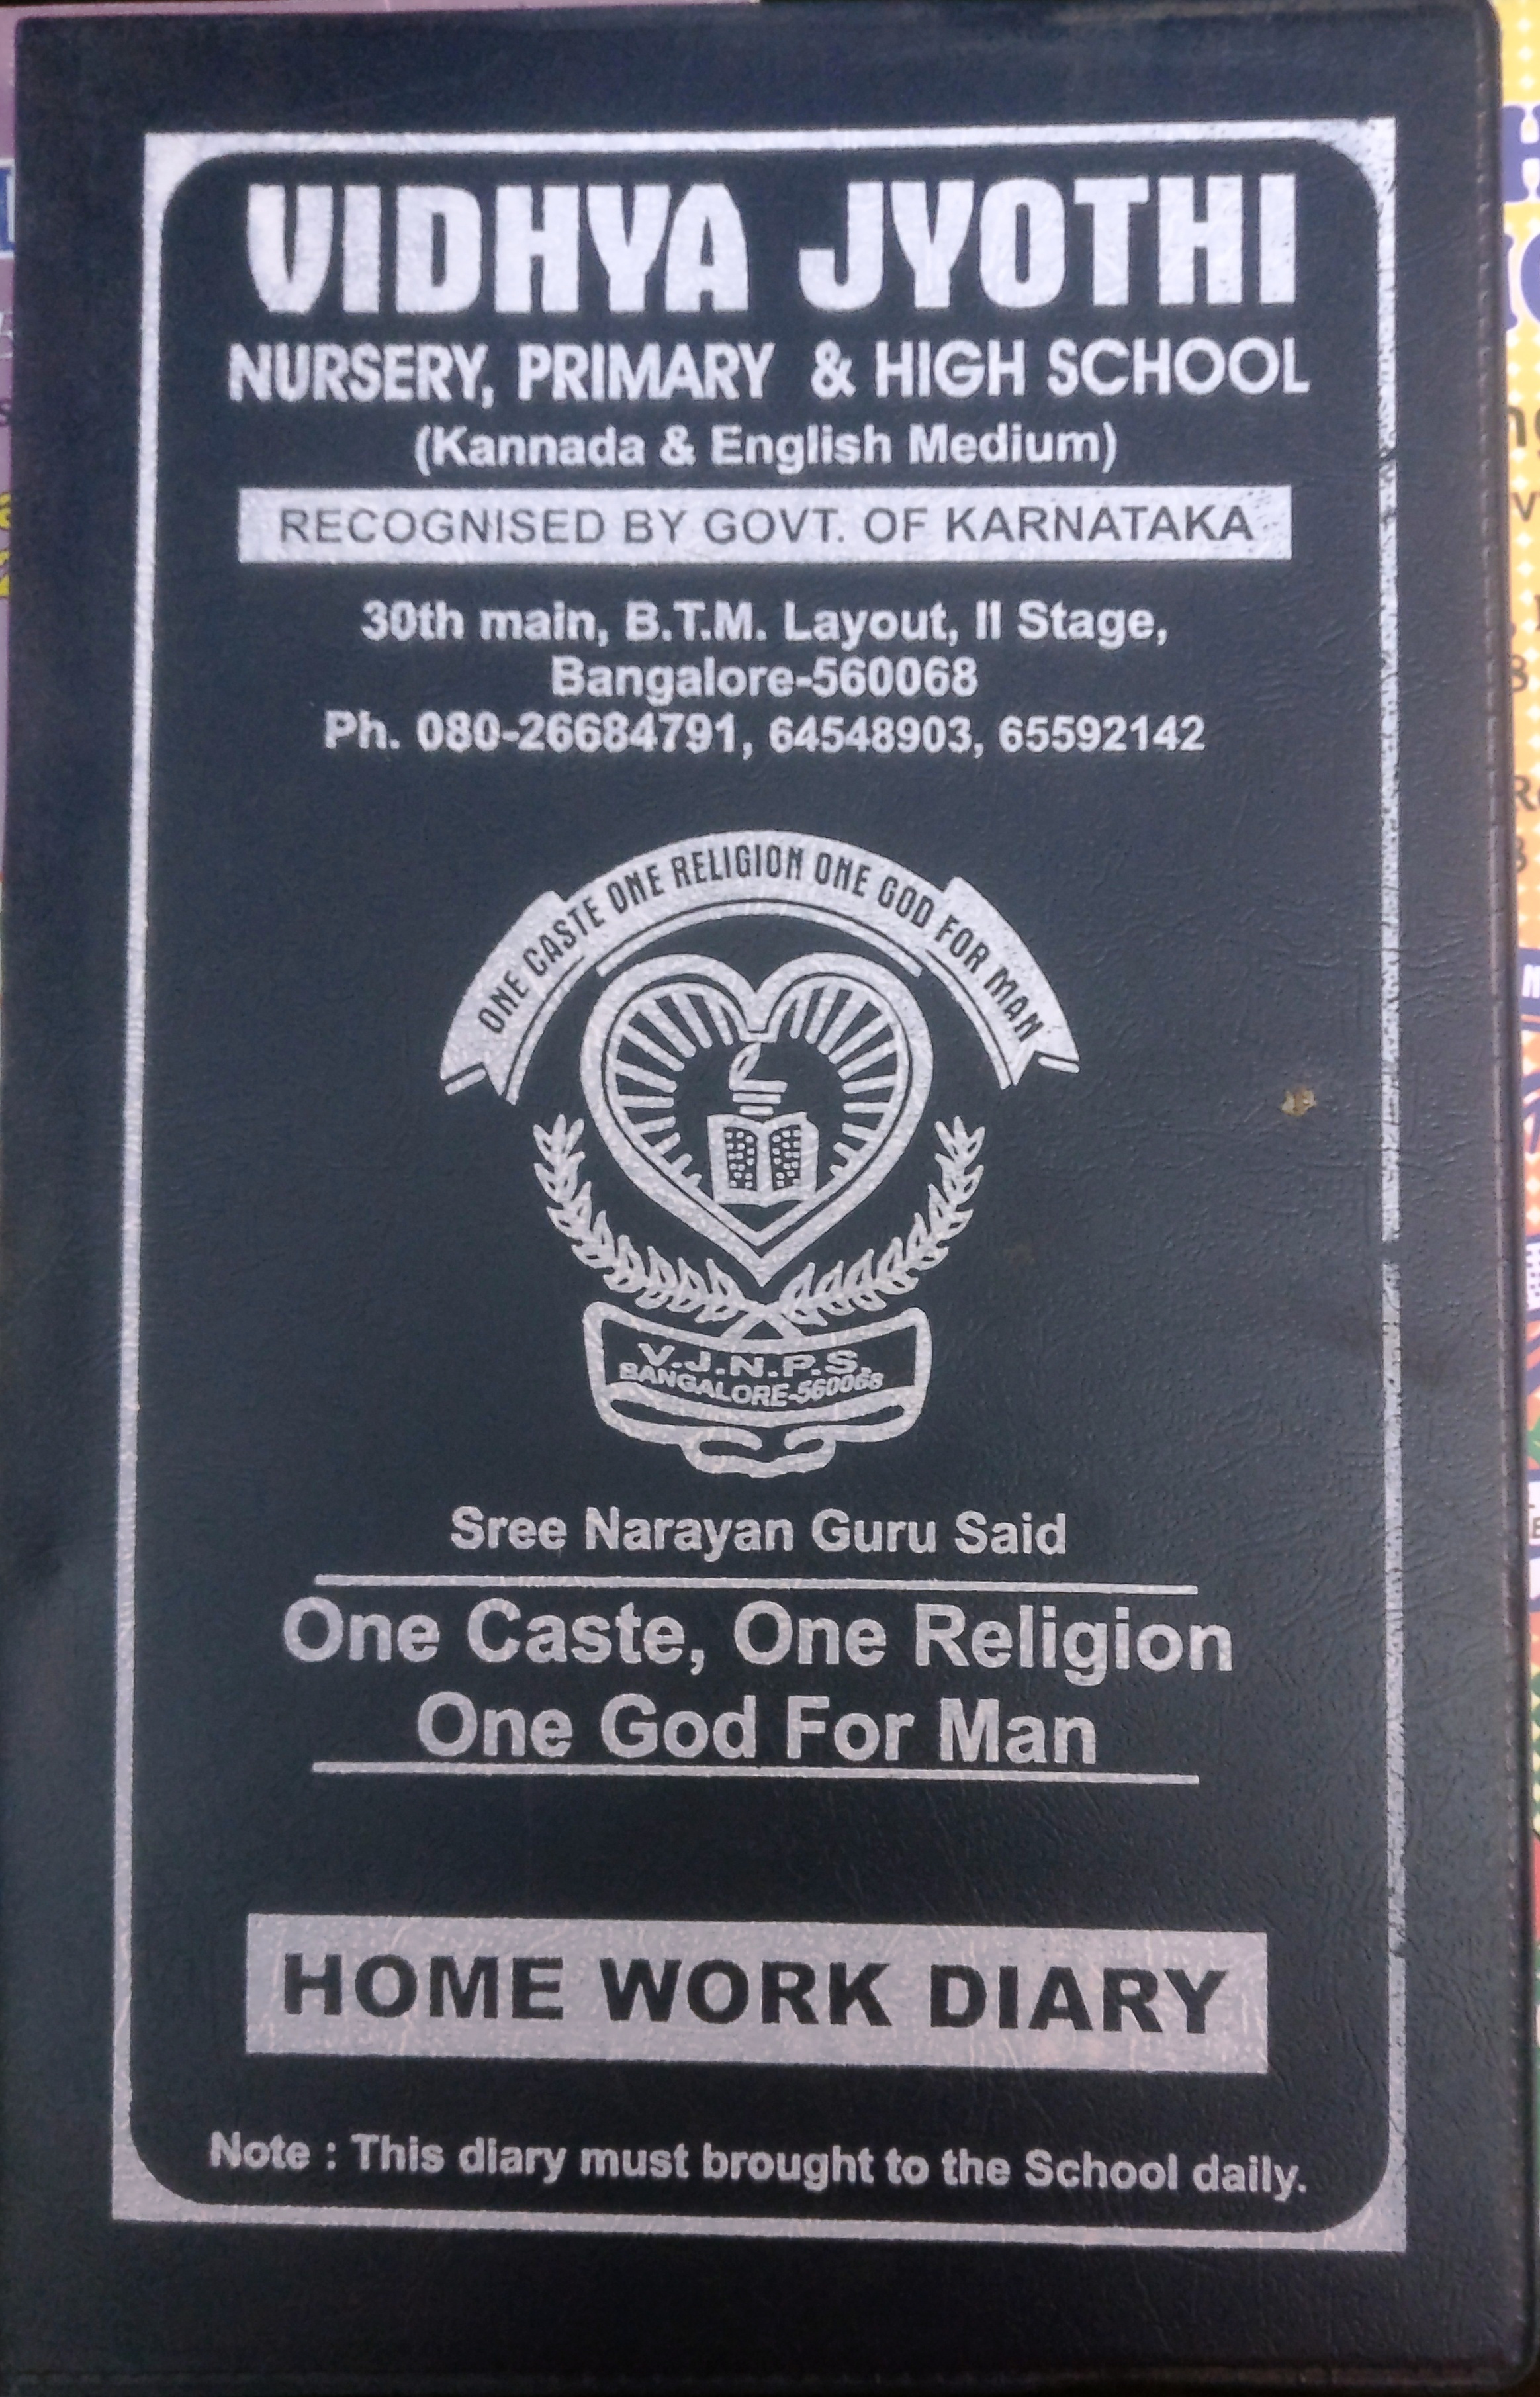 VIDHYA JYOTHI
NURSERY, PRIMARY & HIGH SCHOOL
(Kannada & English Medium)
RECOGNISED BY GOVT. OF KARNATAKA
30th main, B.T.M. Layout, II Stage,
Bangalore-560068
Ph. 080-26684791, 64548903, 65592142
ONE CASTE ONE RELIGION ONE GOD FOR MAN
V.J.N.P.S.
BANGALORE-560068
Sree Narayan Guru Said
One Caste, One Religion
One God For Man
HOME WORK DIARY
Note : This diary must brought to the School daily.